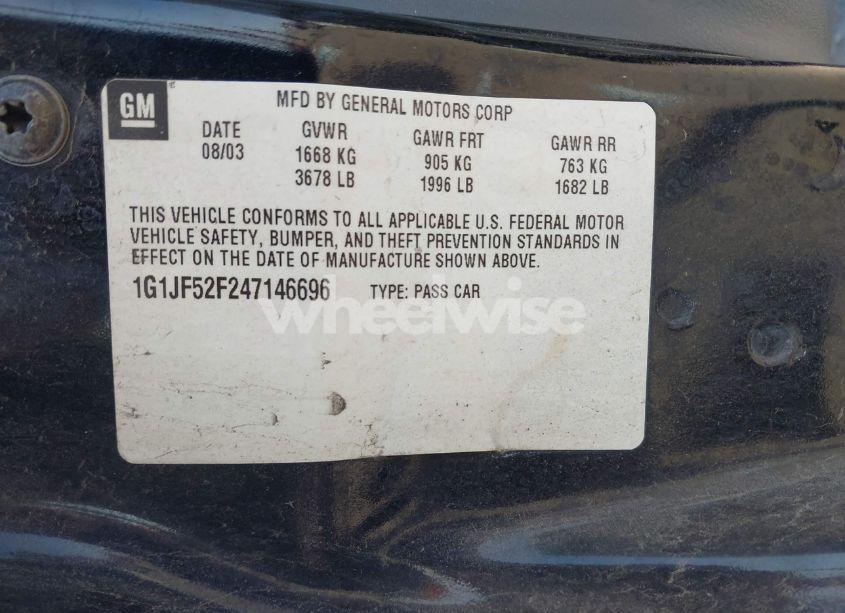 GM
MFD BY GENERAL MOTORS CORP
DATE GVWR GAWR FRT GAWR RR
08/03 1668 KG 905 KG 763 KG
3678 LB 1996 LB 1682 LB
THIS VEHICLE CONFORMS TO ALL APPLICABLE U.S. FEDERAL MOTOR
VEHICLE SAFETY, BUMPER, AND THEFT PREVENTION STANDARDS IN
EFFECT ON THE DATE OF MANUFACTURE SHOWN ABOVE.
1G1JF52F247146696 TYPE: PASS CAR
wheelwise